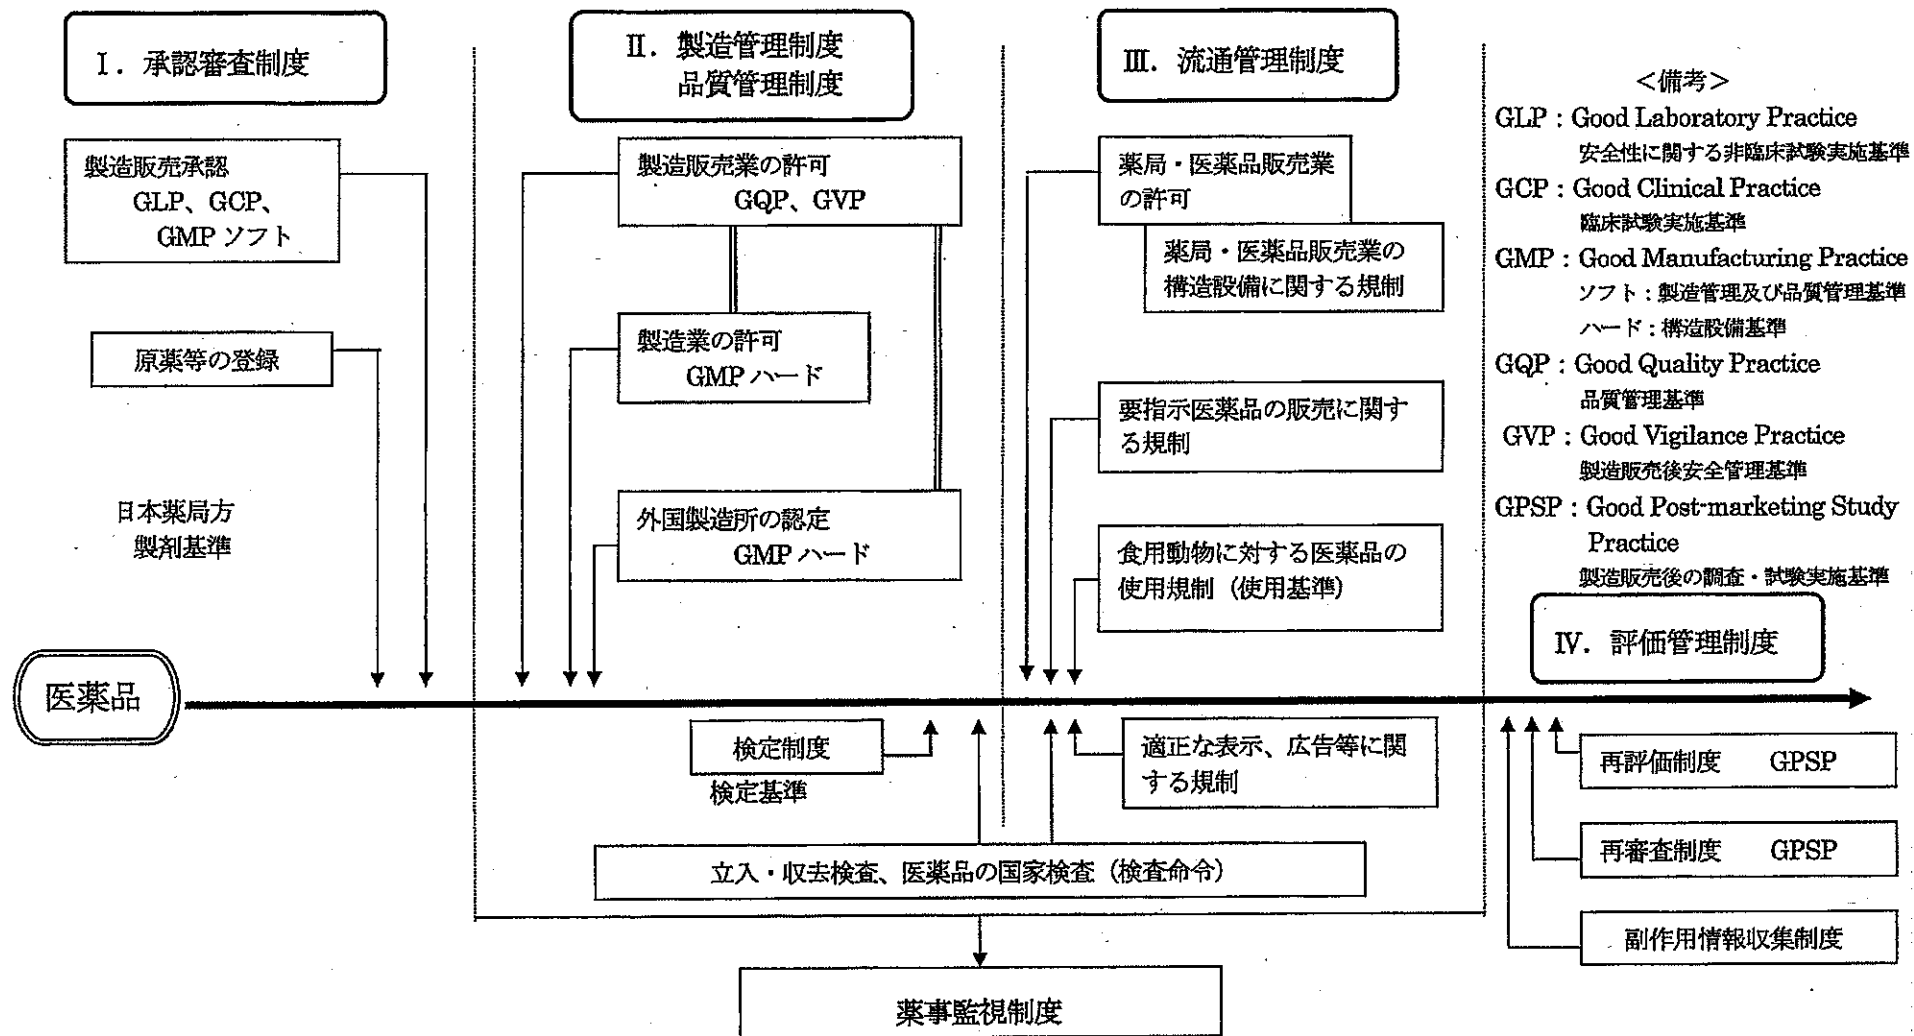 Ⅰ．承認審査制度
製造販売承認
GLP、GCP、
GMP ソフト
原薬等の登録
日本薬局方
製剤基準
医薬品
Ⅱ．製造管理制度
品質管理制度
製造販売業の許可
GQP、GVP
製造業の許可
GMP ハード
外国製造所の認定
GMP ハード
検定制度
検定基準
Ⅲ．流通管理制度
薬局・医薬品販売業
の許可
薬局・医薬品販売業の
構造設備に関する規制
要指示医薬品の販売に関す
る規制
食用動物に対する医薬品の
使用規制（使用基準）
適正な表示、広告等に関
する規制
立入・収去検査、医薬品の国家検査（検査命令）
薬事監視制度
＜備考＞
GLP：Good Laboratory Practice
安全性に関する非臨床試験実施基準
GCP：Good Clinical Practice
臨床試験実施基準
GMP：Good Manufacturing Practice
ソフト：製造管理及び品質管理基準
ハード：構造設備基準
GQP：Good Quality Practice
品質管理基準
GVP：Good Vigilance Practice
製造販売後安全管理基準
GPSP：Good Post-marketing Study
Practice
製造販売後の調査・試験実施基準
Ⅳ．評価管理制度
再評価制度　GPSP
再審査制度　GPSP
副作用情報収集制度